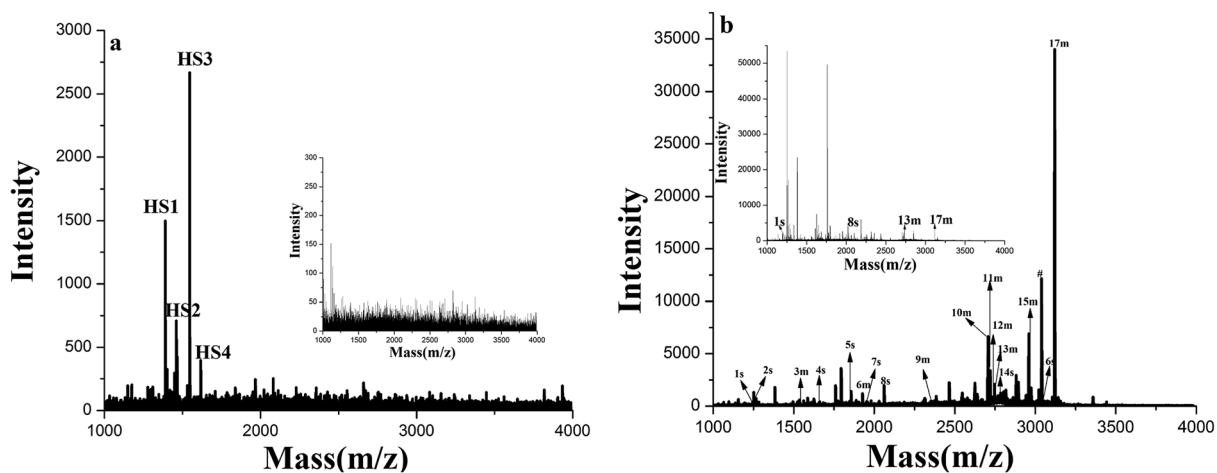 a
3000
2500
2000
1500
1000
500
0
1000 2000 3000 4000
Intensity
Mass(m/z)
HS3
HS1
HS2
HS4
300
250
200
150
100
50
0
1000 1500 2000 2500 3000 3500 4000
Intensity
Mass(m/z)
b
35000
30000
25000
20000
15000
10000
5000
0
1000 1500 2000 2500 3000 3500 4000
Intensity
Mass(m/z)
17m
#
11m
10m
12m
13m
14s
15m
6s
9m
7s
8s
5s
6m
4s
3m
2s
1s
50000
40000
30000
20000
10000
0
1000 1500 2000 2500 3000 3500 4000
Intensity
Mass(m/z)
1s
8s
13m
17m